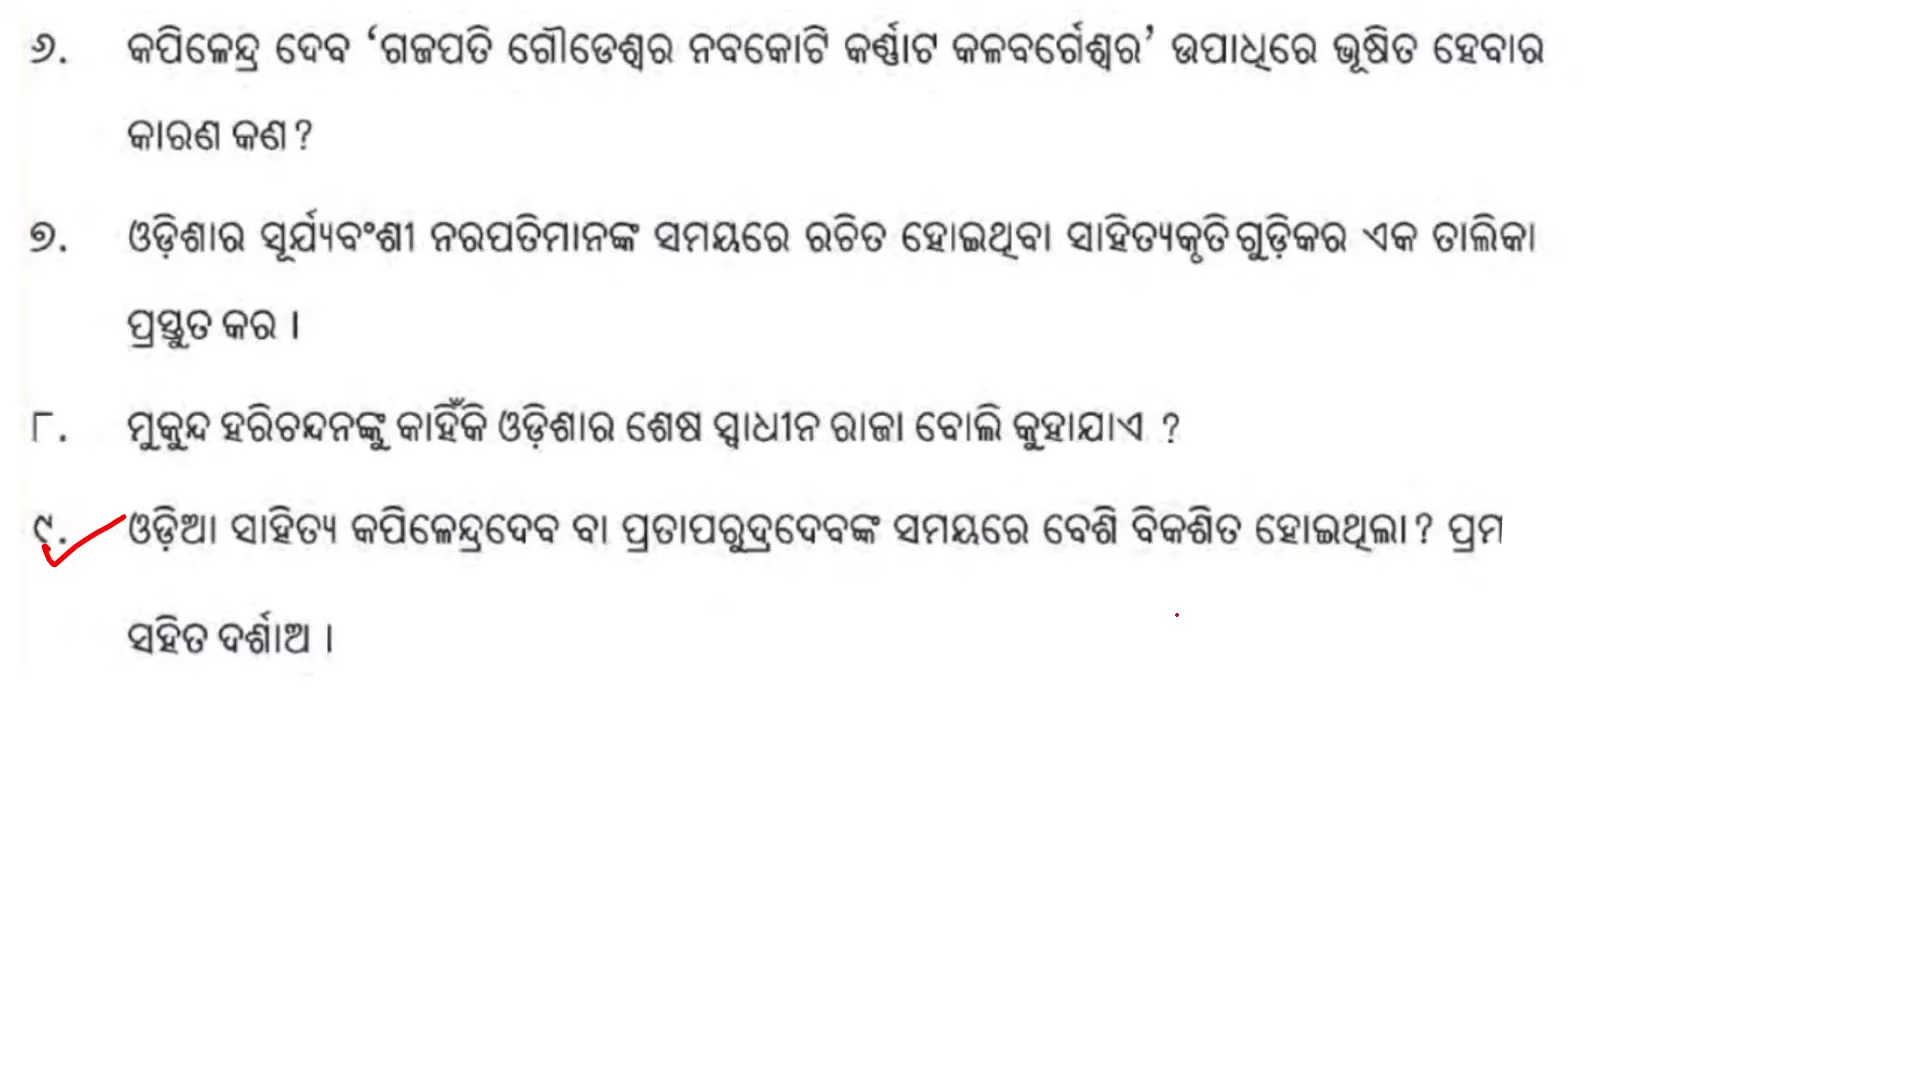 ୬. କପିଳେନ୍ଦ୍ର ଦେବ ‘ଗଜପତି ଗୌଡେଶ୍ୱର ନବକୋଟି କର୍ଣ୍ଣାଟ କଳବର୍ଗେଶ୍ୱର’ ଉପାଧିରେ ଭୂଷିତ ହେବାର
କାରଣ କଣ?
୭. ଓଡ଼ିଶାର ସୂର୍ଯ୍ୟବଂଶୀ ନରପତିମାନଙ୍କ ସମୟରେ ରଚିତ ହୋଇଥିବା ସାହିତ୍ୟକୃତିଗୁଡ଼ିକର ଏକ ତାଲିକା
ପ୍ରସ୍ତୁତ କର ।
୮. ମୁକୁନ୍ଦ ହରିଚନ୍ଦନଙ୍କୁ କାହିଁକି ଓଡ଼ିଶାର ଶେଷ ସ୍ୱାଧୀନ ରାଜା ବୋଲି କୁହାଯାଏ ?
୯. ଓଡ଼ିଆ ସାହିତ୍ୟ କପିଳେନ୍ଦ୍ରଦେବ ବା ପ୍ରତାପରୁଦ୍ରଦେବଙ୍କ ସମୟରେ ବେଶି ବିକଶିତ ହୋଇଥିଲା? ପ୍ରମ
ସହିତ ଦର୍ଶାଅ ।